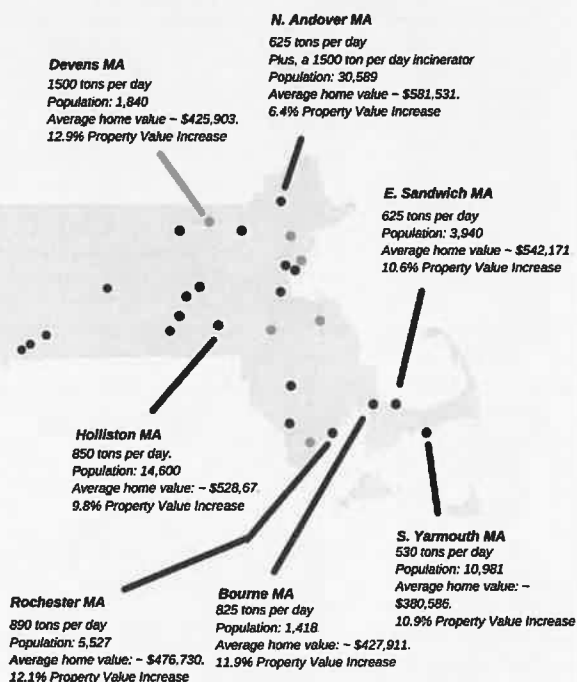 N. Andover MA
625 tons per day
Plus, a 1500 ton per day incinerator
Population: 30,589
Average home value ~ $581,531.
6.4% Property Value Increase
Devens MA
1500 tons per day
Population: 1,840
Average home value ~ $425,903.
12.9% Property Value Increase
E. Sandwich MA
625 tons per day
Population: 3,940
Average home value ~ $542,171
10.6% Property Value Increase
Holliston MA
850 tons per day.
Population: 14,600
Average home value: ~ $528,67.
9.8% Property Value Increase
S. Yarmouth MA
530 tons per day
Population: 10,981
Average home value: ~
$380,586.
10.9% Property Value Increase
Rochester MA
890 tons per day
Population: 5,527
Average home value: ~ $476,730.
12.1% Property Value Increase
Bourne MA
825 tons per day
Population: 1,418.
Average home value: ~ $427,911.
11.9% Property Value Increase